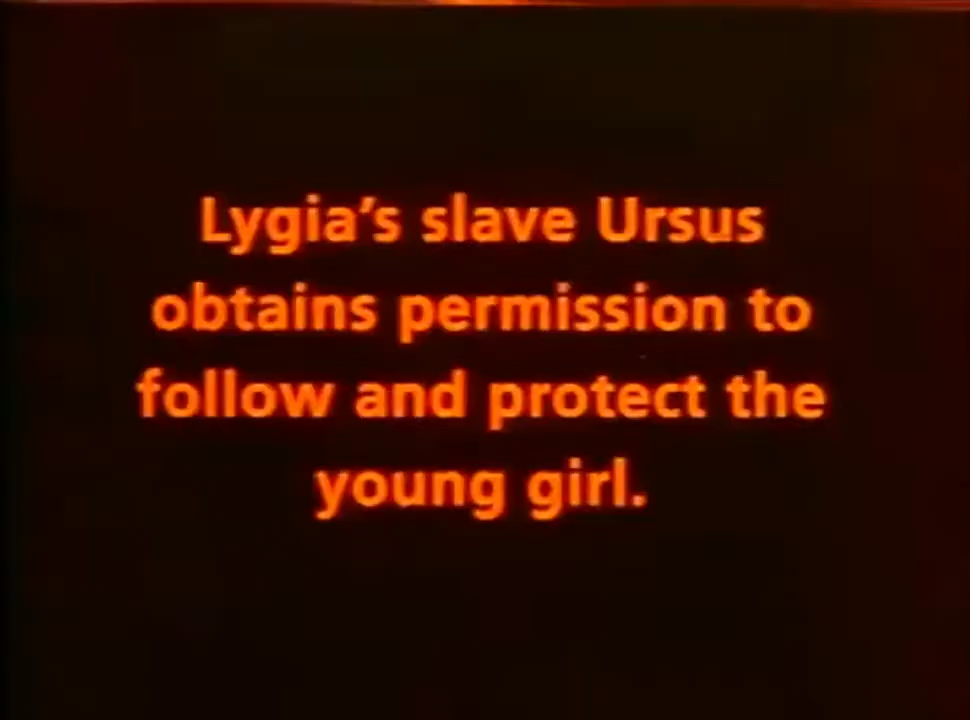 Lygia’s slave Ursus
obtains permission to
follow and protect the
young girl.